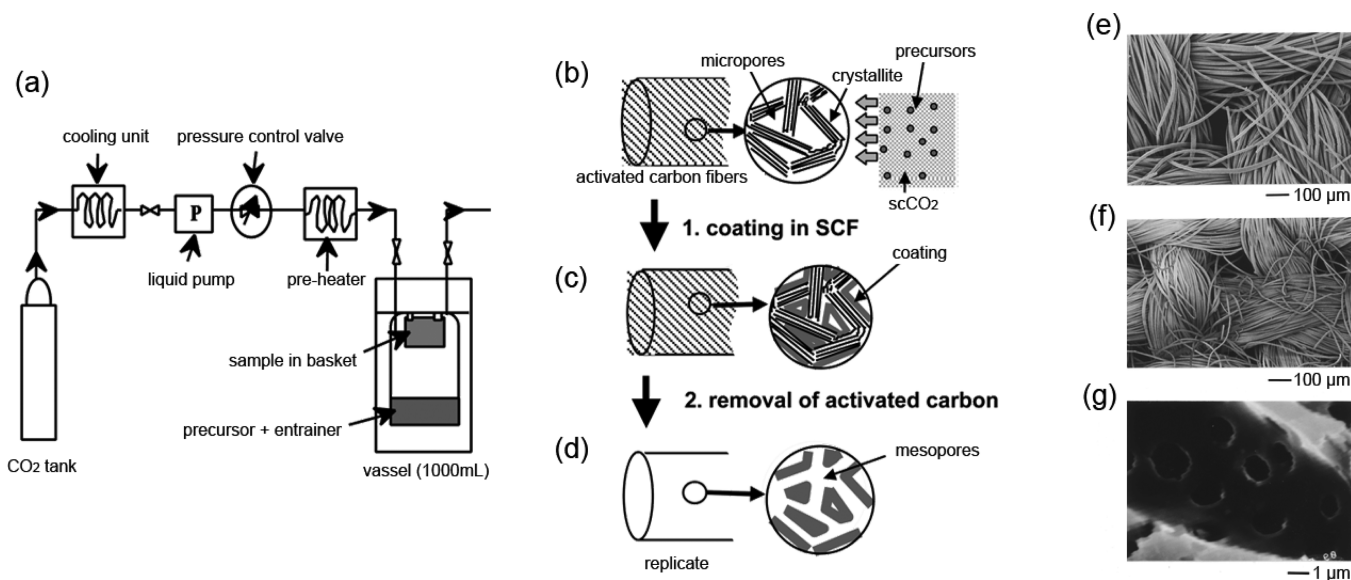 (a)
cooling unit
pressure control valve
P
liquid pump
pre-heater
sample in basket
precursor + entrainer
CO2 tank
vassel (1000mL)
(b)
micropores
precursors
crystallite
activated carbon fibers
scCO2
1. coating in SCF
(c)
coating
2. removal of activated carbon
(d)
mesopores
replicate
(e)
100 μm
(f)
100 μm
(g)
1 μm